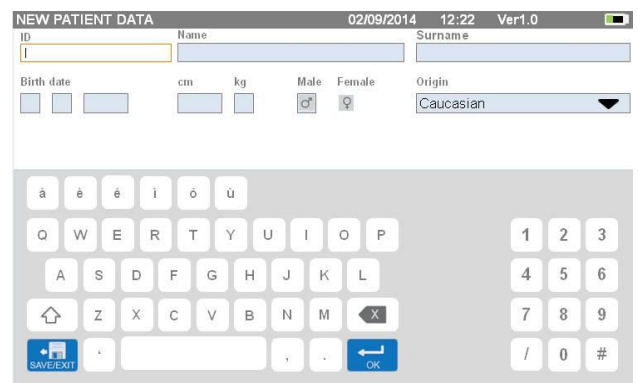 NEW PATIENT DATA 02/09/2014 12:22 Ver1.0
ID Name Surname
Birth date cm kg Male Female Origin
♂ ♀ Caucasian
à è é ì ò ù
Q W E R T Y U I O P 1 2 3
A S D F G H J K L 4 5 6
Z X C V B N M X 7 8 9
SAVE/EXIT ' , . OK / 0 #